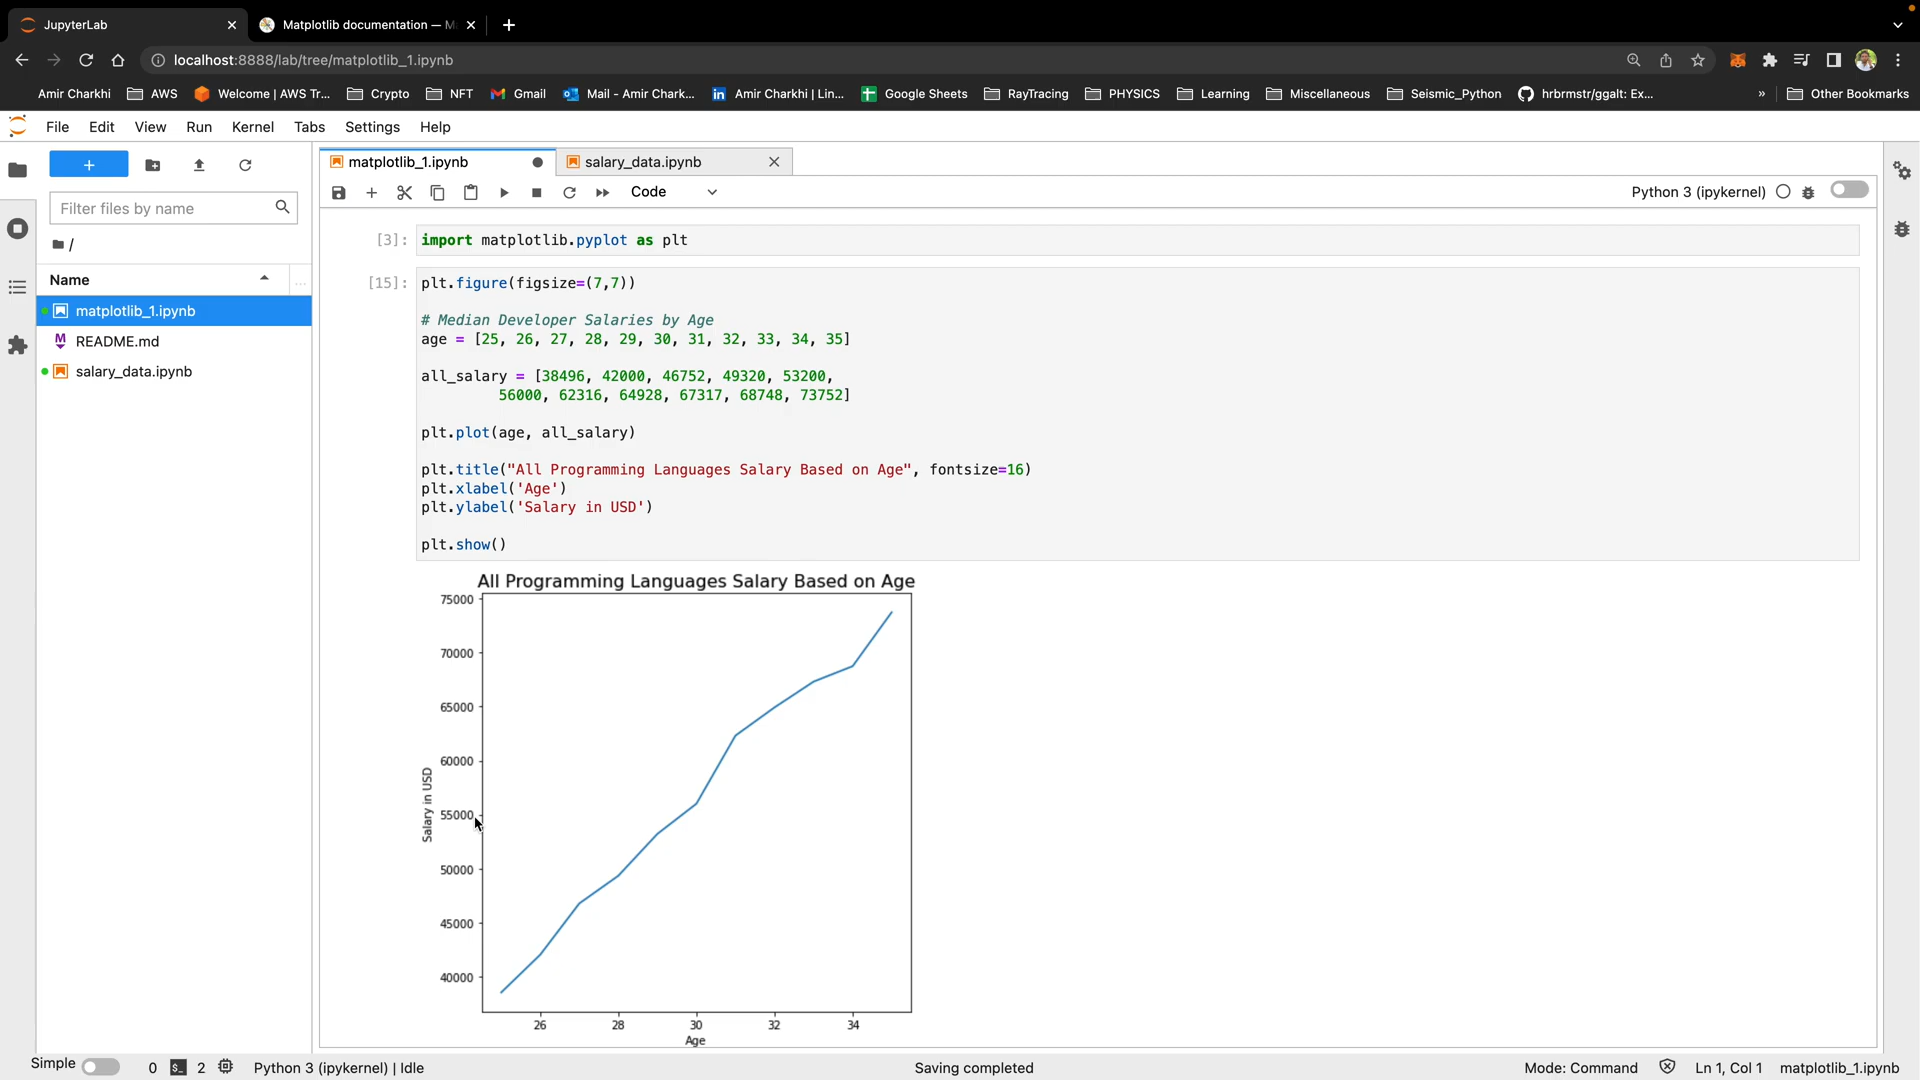 JupyterLab
Matplotlib documentation — M
localhost:8888/lab/tree/matplotlib_1.ipynb
Amir Charkhi AWS Welcome | AWS Tr... Crypto NFT Gmail Mail - Amir Chark... Amir Charkhi | Lin... Google Sheets RayTracing PHYSICS Learning Miscellaneous Seismic_Python hrbrmstr/ggalt: Ex... » Other Bookmarks
File Edit View Run Kernel Tabs Settings Help
matplotlib_1.ipynb
salary_data.ipynb
Code
Python 3 (ipykernel)
Filter files by name
/
Name
...
matplotlib_1.ipynb
README.md
salary_data.ipynb
[3]: import matplotlib.pyplot as plt
[15]: plt.figure(figsize=(7,7))
# Median Developer Salaries by Age
age = [25, 26, 27, 28, 29, 30, 31, 32, 33, 34, 35]
all_salary = [38496, 42000, 46752, 49320, 53200,
56000, 62316, 64928, 67317, 68748, 73752]
plt.plot(age, all_salary)
plt.title("All Programming Languages Salary Based on Age", fontsize=16)
plt.xlabel('Age')
plt.ylabel('Salary in USD')
plt.show()
All Programming Languages Salary Based on Age
75000
70000
65000
60000
55000
50000
45000
40000
Salary in USD
26 28 30 32 34
Age
Simple 0 2 Python 3 (ipykernel) | Idle Saving completed Mode: Command Ln 1, Col 1 matplotlib_1.ipynb